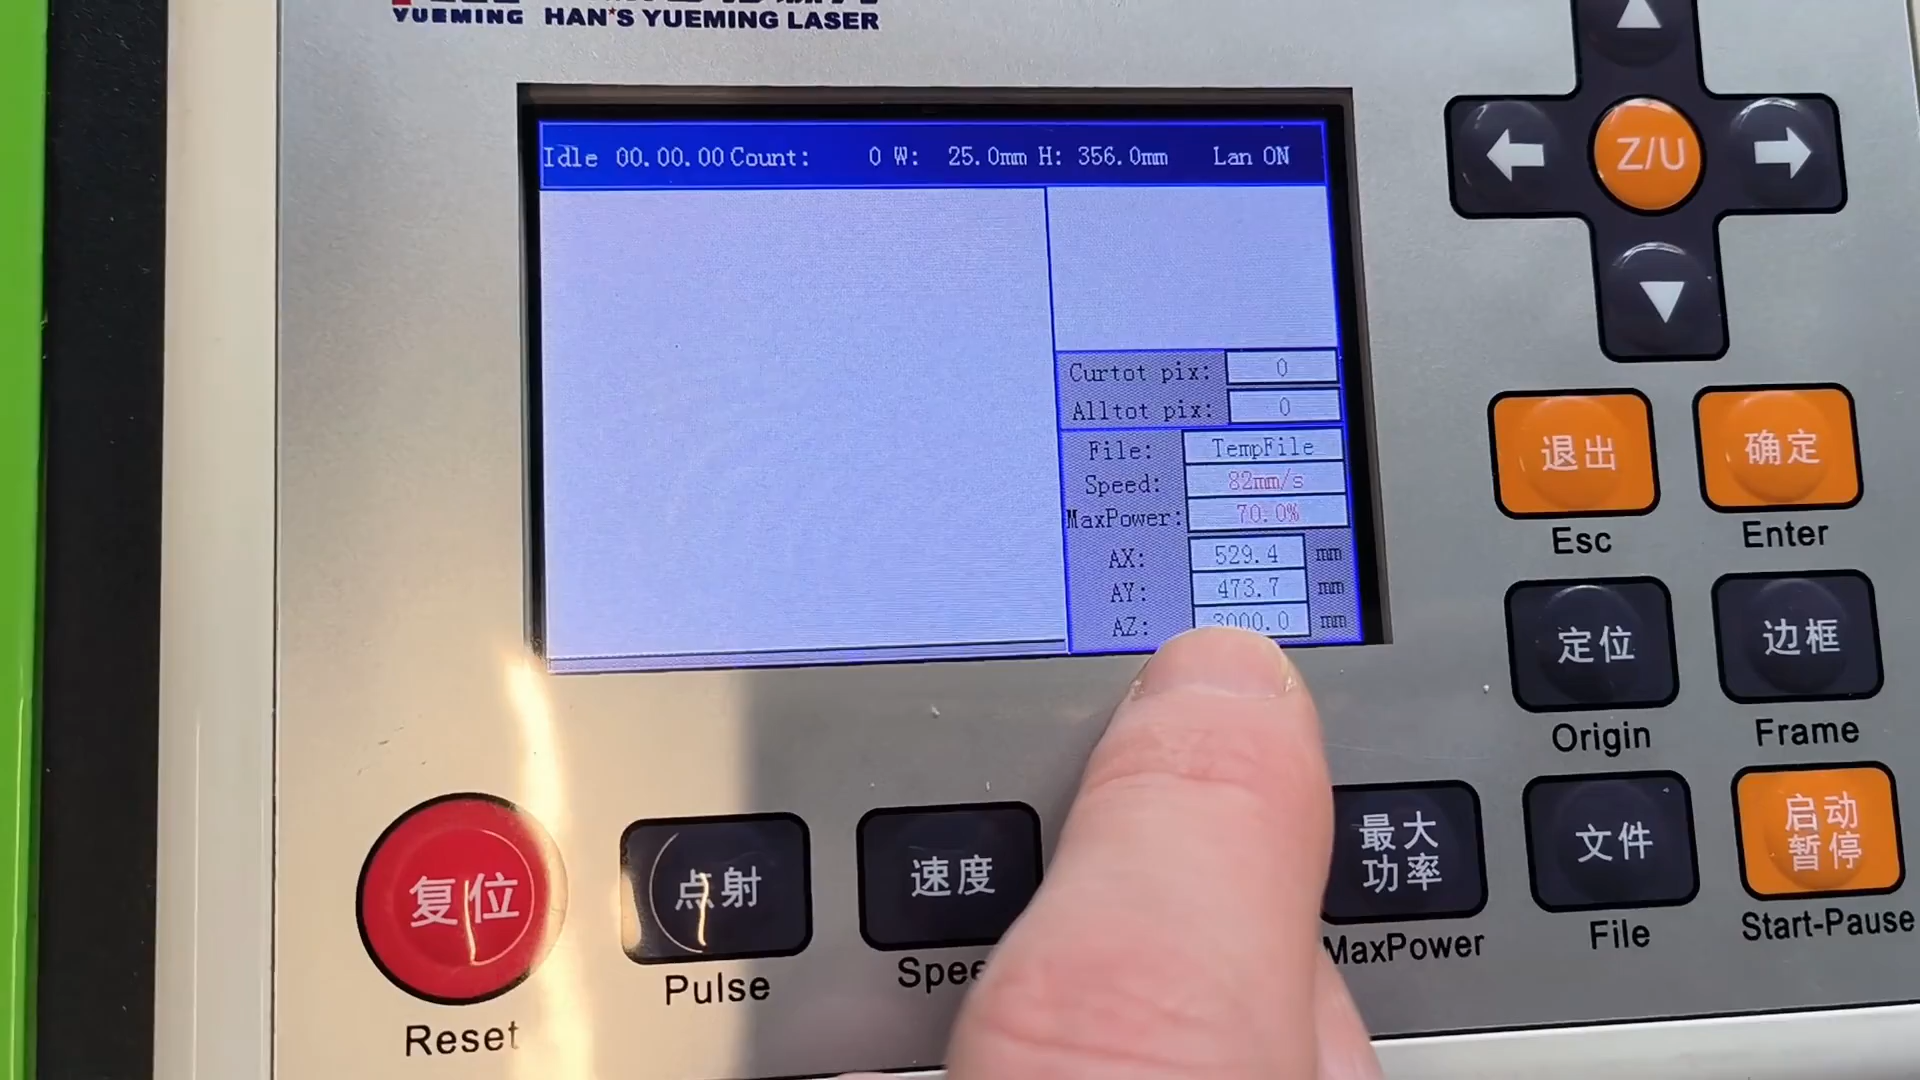 YUEMING HAN'S YUEMING LASER
Idle 00.00.00 Count: 0 W: 25.0mm H: 356.0mm Lan ON
Curtot pix: 0
Alltot pix: 0
File: TempFile
Speed: 82mm/s
MaxPower: 70.0%
AX: 529.4 mm
AY: 473.7 mm
AZ: 3000.0 mm
Z/U
退出
Esc
确定
Enter
定位
Origin
边框
Frame
复位
Reset
点射
Pulse
速度
最大
功率
MaxPower
文件
File
启动
暂停
Start-Pause